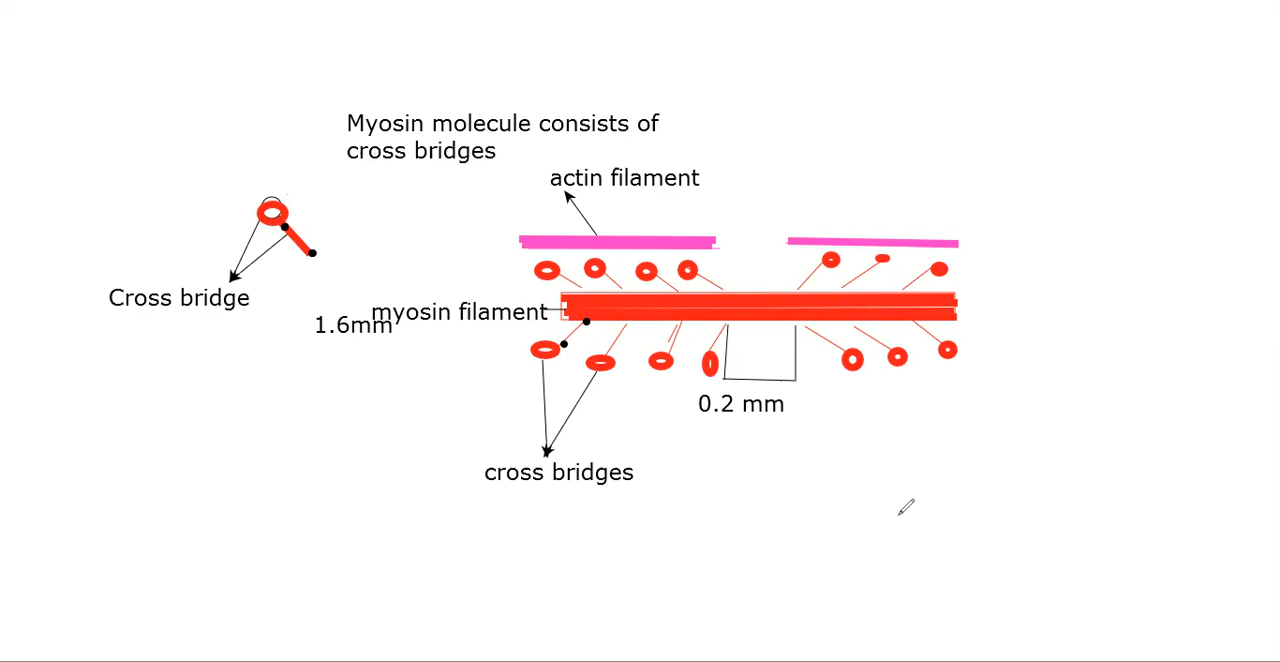 Myosin molecule consists of
cross bridges
actin filament
Cross bridge
myosin filament
1.6mm
0.2 mm
cross bridges